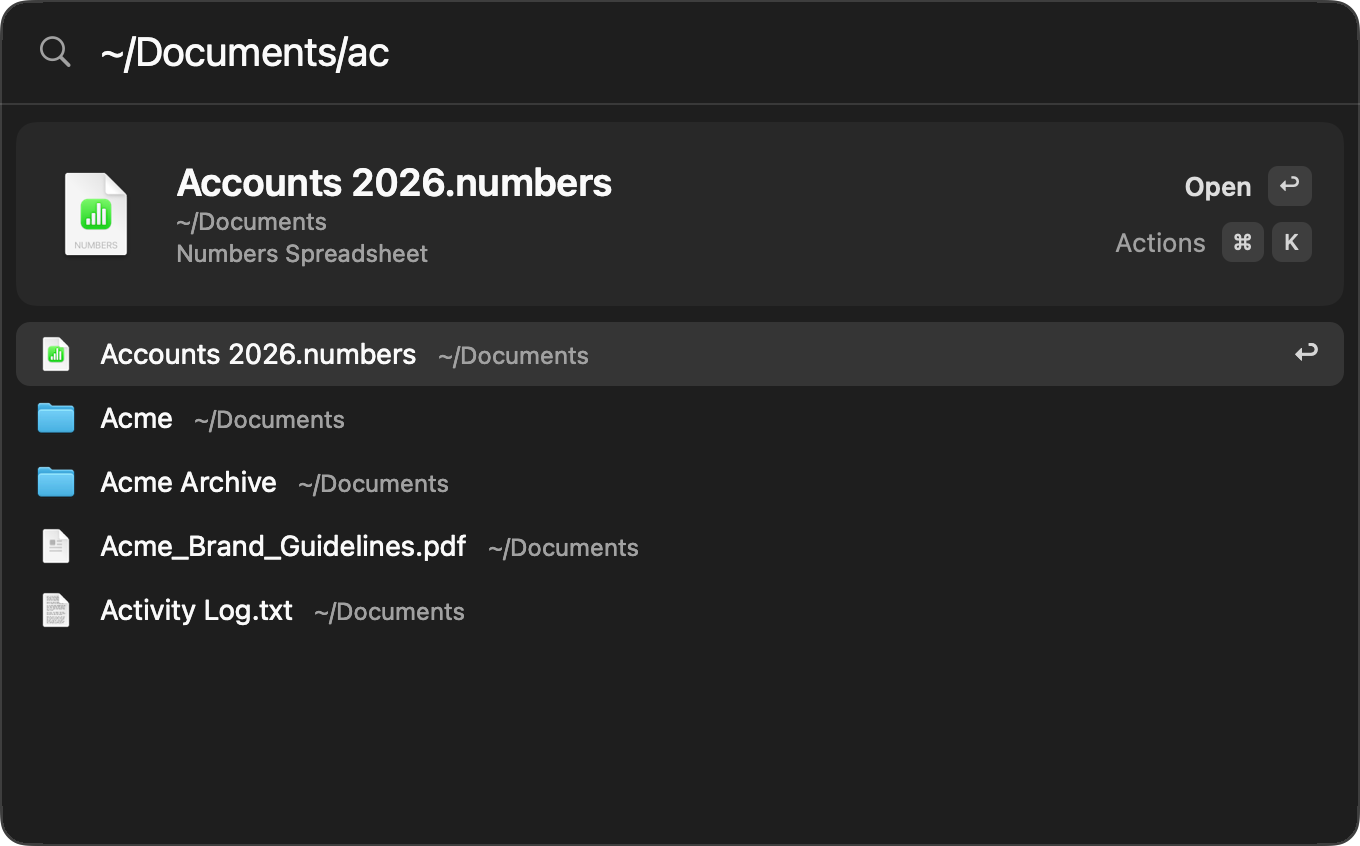 ~/Documents/ac
Accounts 2026.numbers
~/Documents
Numbers Spreadsheet
NUMBERS
Open ↩
Actions ⌘ K
Accounts 2026.numbers ~/Documents ↩
Acme ~/Documents
Acme Archive ~/Documents
Acme_Brand_Guidelines.pdf ~/Documents
Activity Log.txt ~/Documents